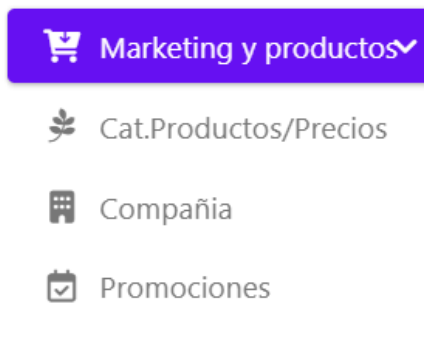 Marketing y productos
Cat.Productos/Precios
Compañia
Promociones